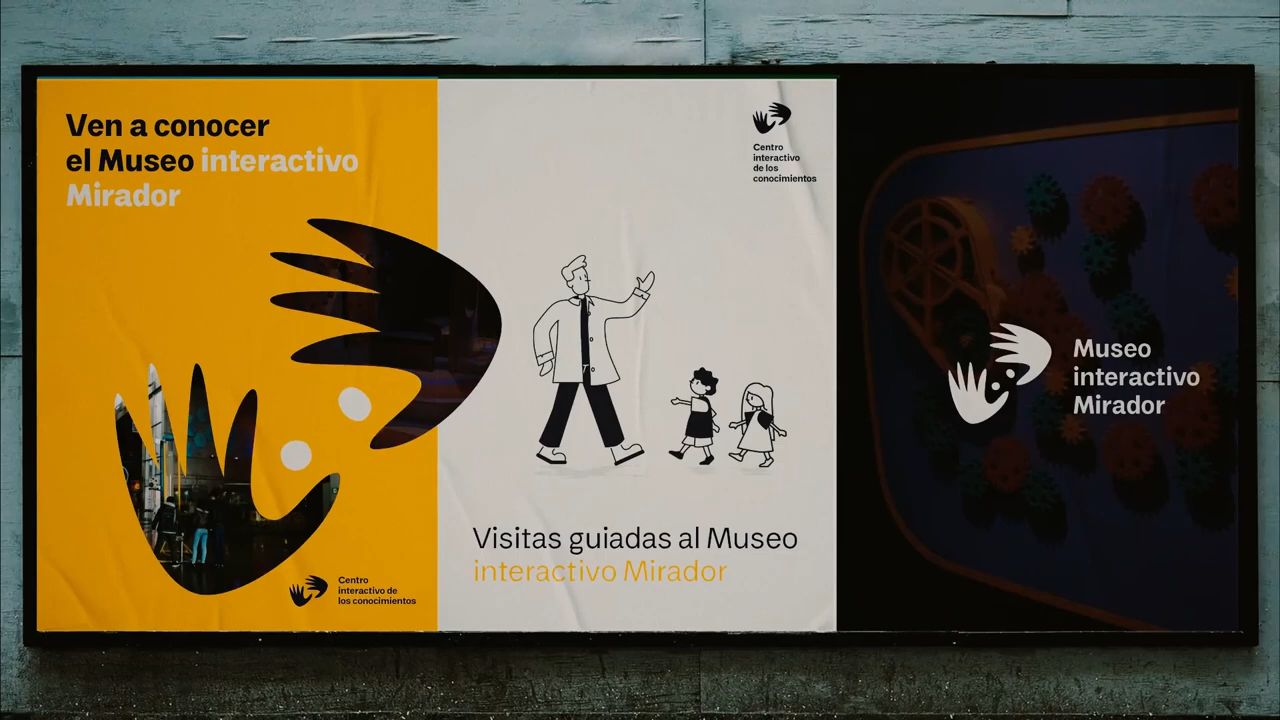 Ven a conocer
el Museo interactivo
Mirador
Centro
interactivo de
los conocimientos
Centro
interactivo
de los
conocimientos
Visitas guiadas al Museo
interactivo Mirador
Museo
interactivo
Mirador